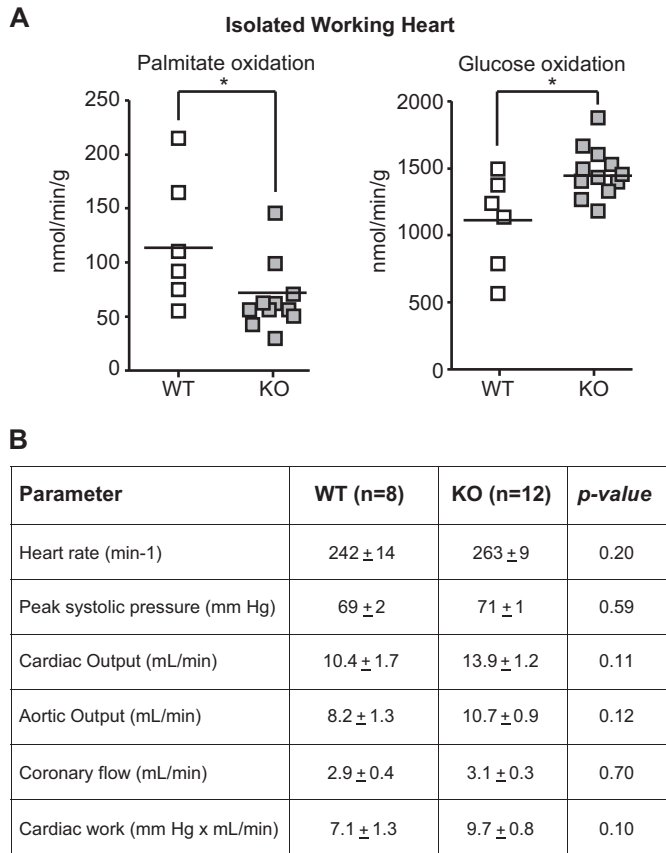 A
Isolated Working Heart
Palmitate oxidation
Glucose oxidation
*
*
250
200
150
100
50
0
nmol/min/g
WT
KO
2000
1500
1000
500
0
nmol/min/g
WT
KO
B
Parameter WT (n=8) KO (n=12) p-value
Heart rate (min-1) 242 ± 14 263 ± 9 0.20
Peak systolic pressure (mm Hg) 69 ± 2 71 ± 1 0.59
Cardiac Output (mL/min) 10.4 ± 1.7 13.9 ± 1.2 0.11
Aortic Output (mL/min) 8.2 ± 1.3 10.7 ± 0.9 0.12
Coronary flow (mL/min) 2.9 ± 0.4 3.1 ± 0.3 0.70
Cardiac work (mm Hg x mL/min) 7.1 ± 1.3 9.7 ± 0.8 0.10